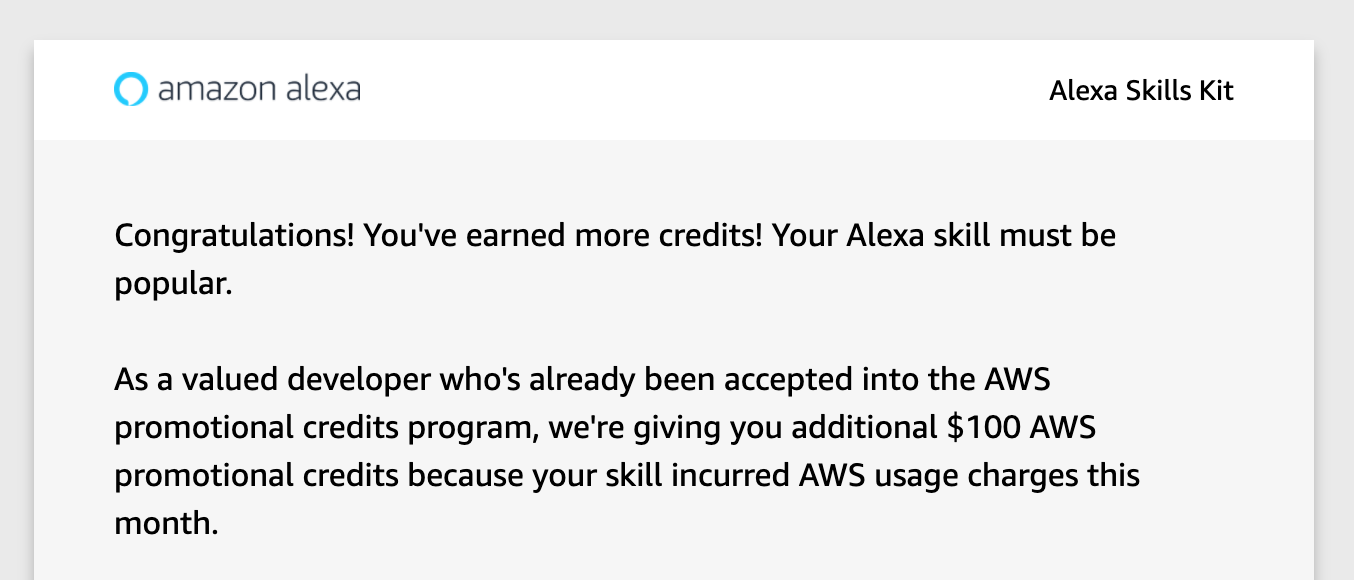 amazon alexa
Alexa Skills Kit
Congratulations! You've earned more credits! Your Alexa skill must be
popular.
As a valued developer who's already been accepted into the AWS
promotional credits program, we're giving you additional $100 AWS
promotional credits because your skill incurred AWS usage charges this
month.